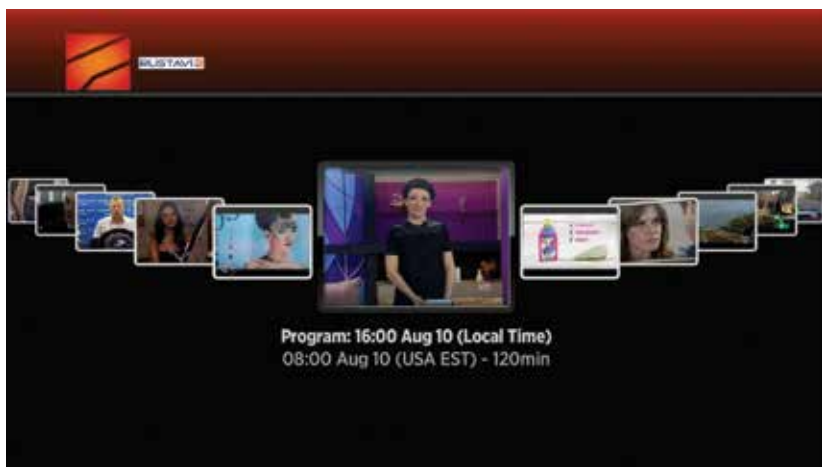 RUSTAVI2
Program: 16:00 Aug 10 (Local Time)
08:00 Aug 10 (USA EST) - 120min